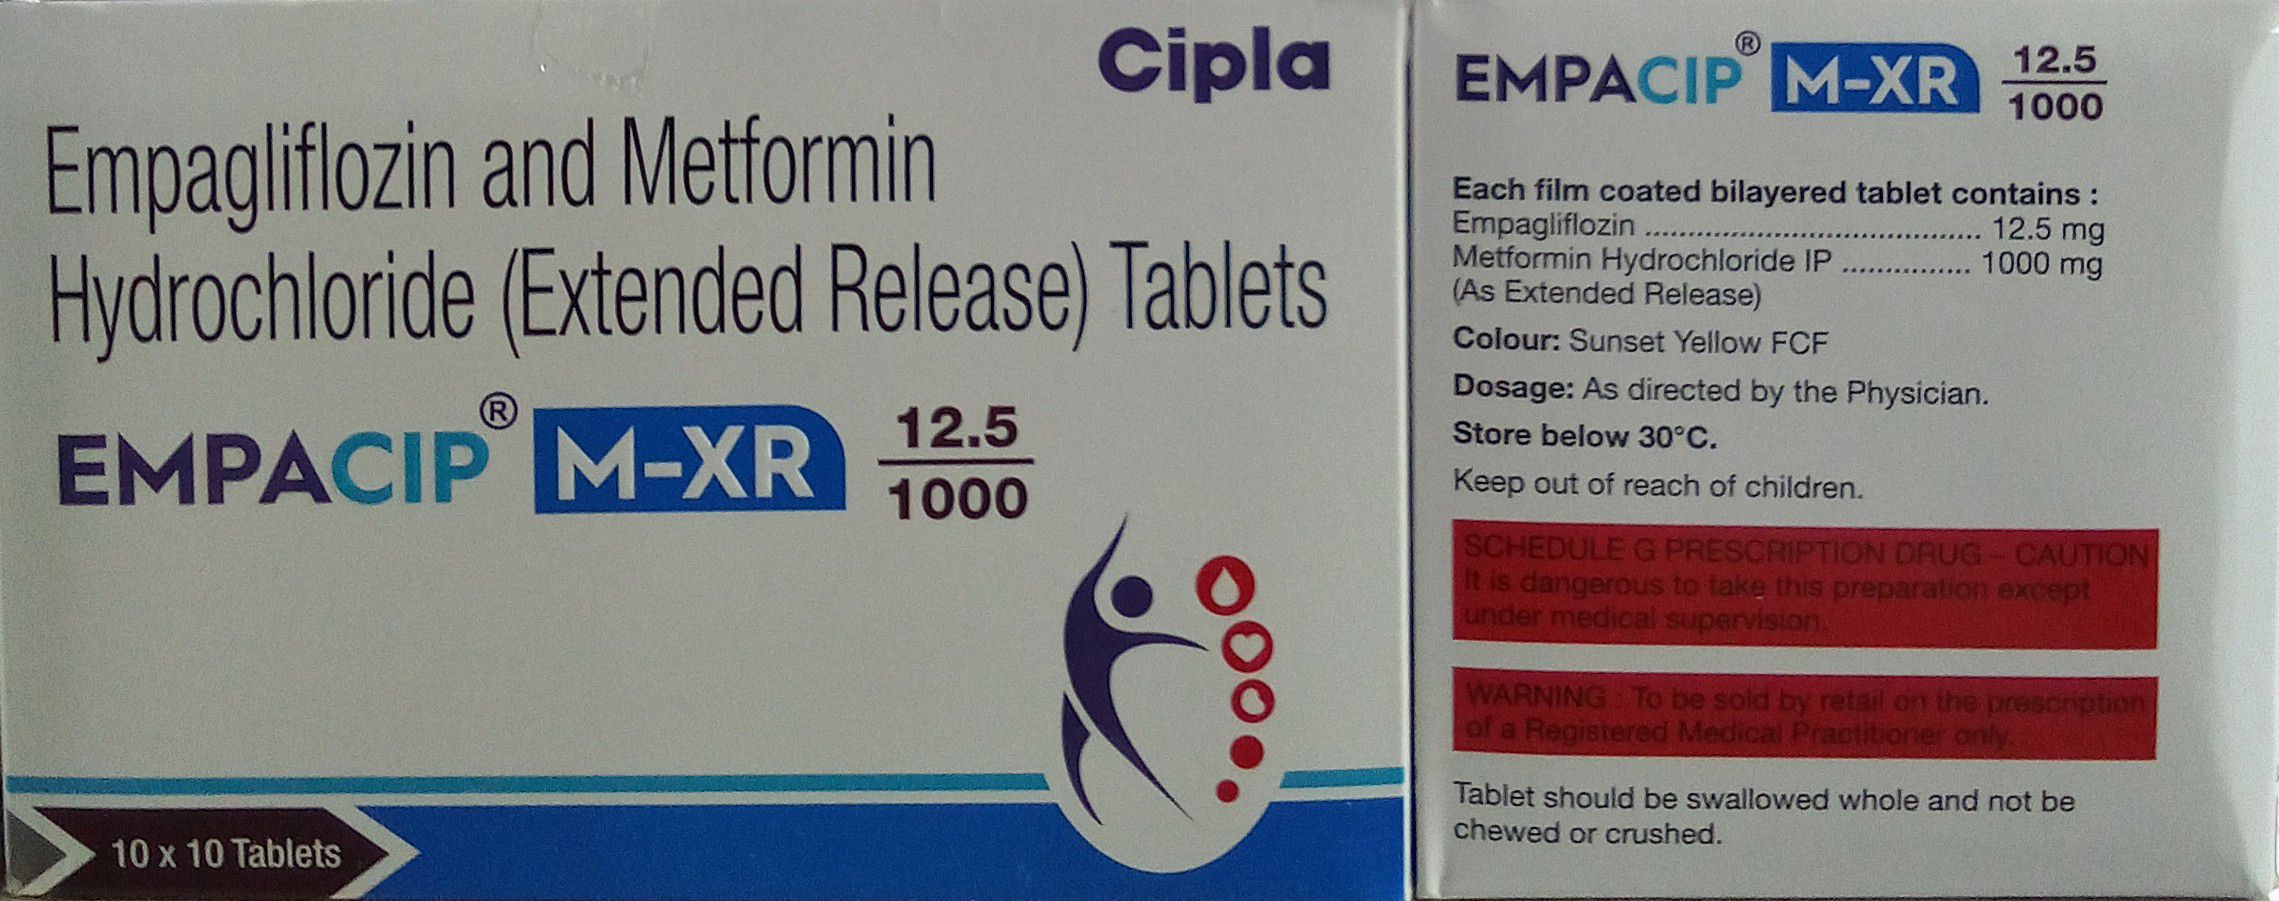 Cipla
Empagliflozin and Metformin
Hydrochloride (Extended Release) Tablets
EMPACIP® M-XR 12.5
1000
10 x 10 Tablets
EMPACIP® M-XR 12.5
1000
Each film coated bilayered tablet contains :
Empagliflozin ....................................... 12.5 mg
Metformin Hydrochloride IP ............... 1000 mg
(As Extended Release)
Colour: Sunset Yellow FCF
Dosage: As directed by the Physician.
Store below 30°C.
Keep out of reach of children.
SCHEDULE G PRESCRIPTION DRUG – CAUTION
It is dangerous to take this preparation except
under medical supervision.
WARNING : To be sold by retail on the prescription
of a Registered Medical Practitioner only.
Tablet should be swallowed whole and not be
chewed or crushed.